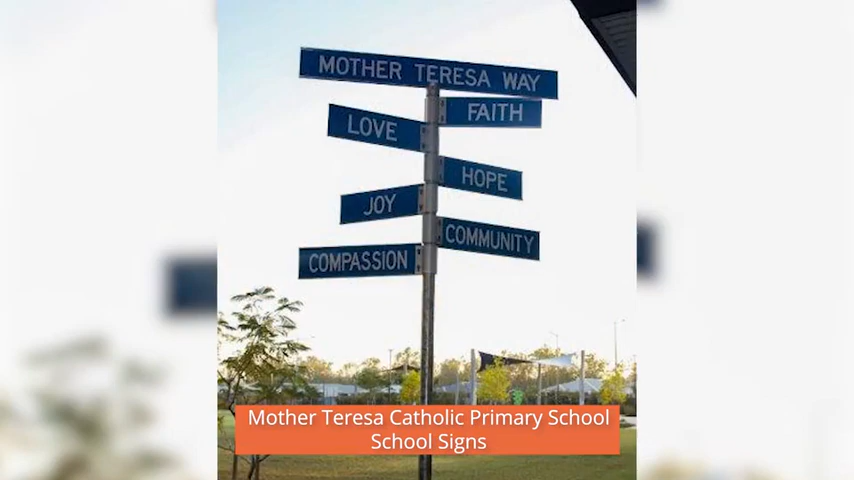 MOTHER TERESA WAY
FAITH
LOVE
HOPE
JOY
COMMUNITY
COMPASSION
Mother Teresa Catholic Primary School
School Signs